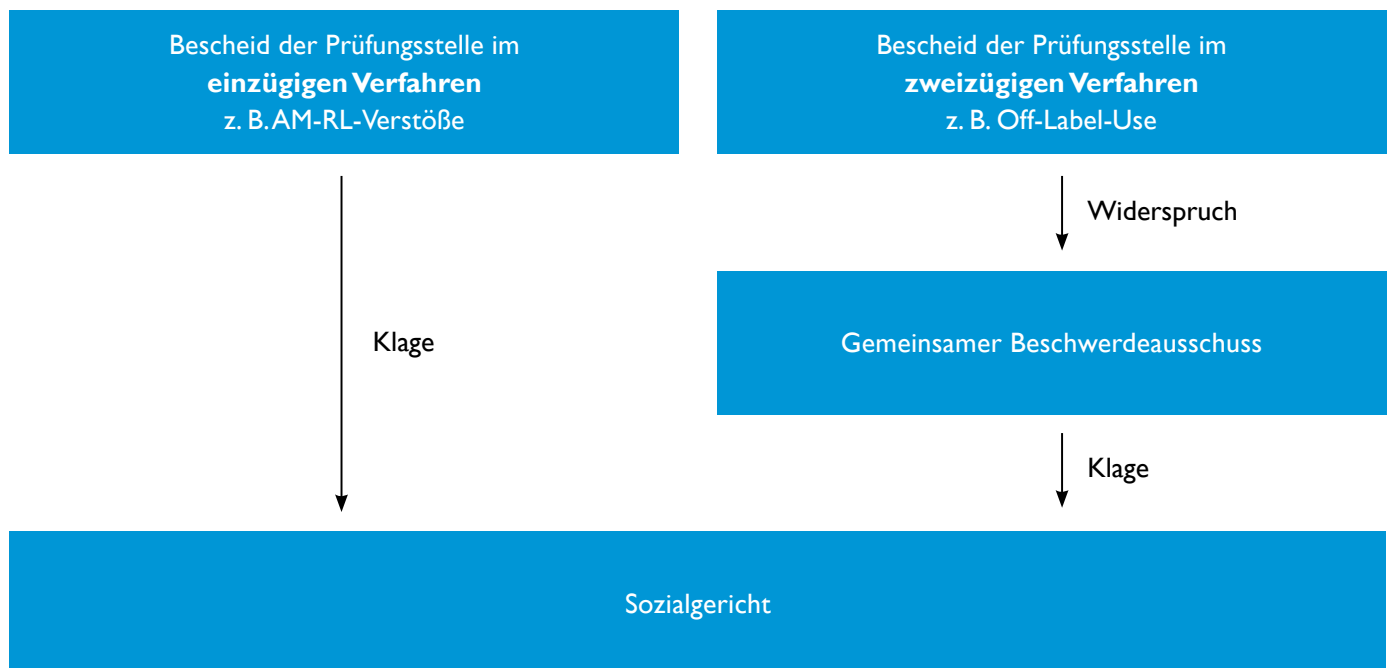 Bescheid der Prüfungsstelle im
einzügigen Verfahren
z. B. AM-RL-Verstöße
Bescheid der Prüfungsstelle im
zweizügigen Verfahren
z. B. Off-Label-Use
Widerspruch
Gemeinsamer Beschwerdeausschuss
Klage
Klage
Sozialgericht